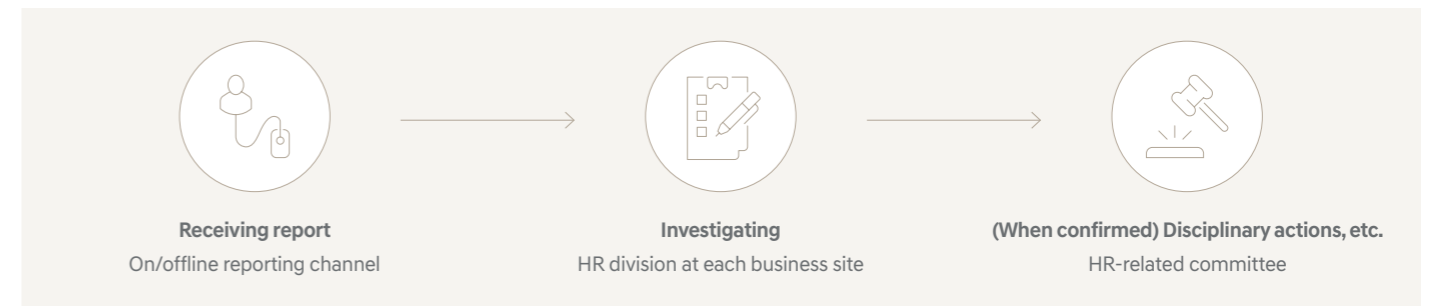 Receiving report
On/offline reporting channel
Investigating
HR division at each business site
(When confirmed) Disciplinary actions, etc.
HR-related committee